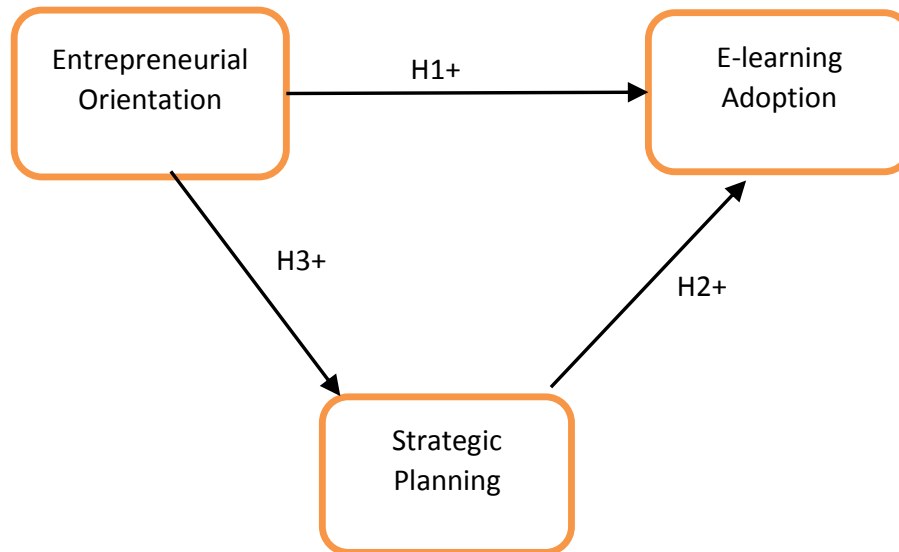 Entrepreneurial
Orientation
H1+
E-learning
Adoption
H3+
H2+
Strategic
Planning